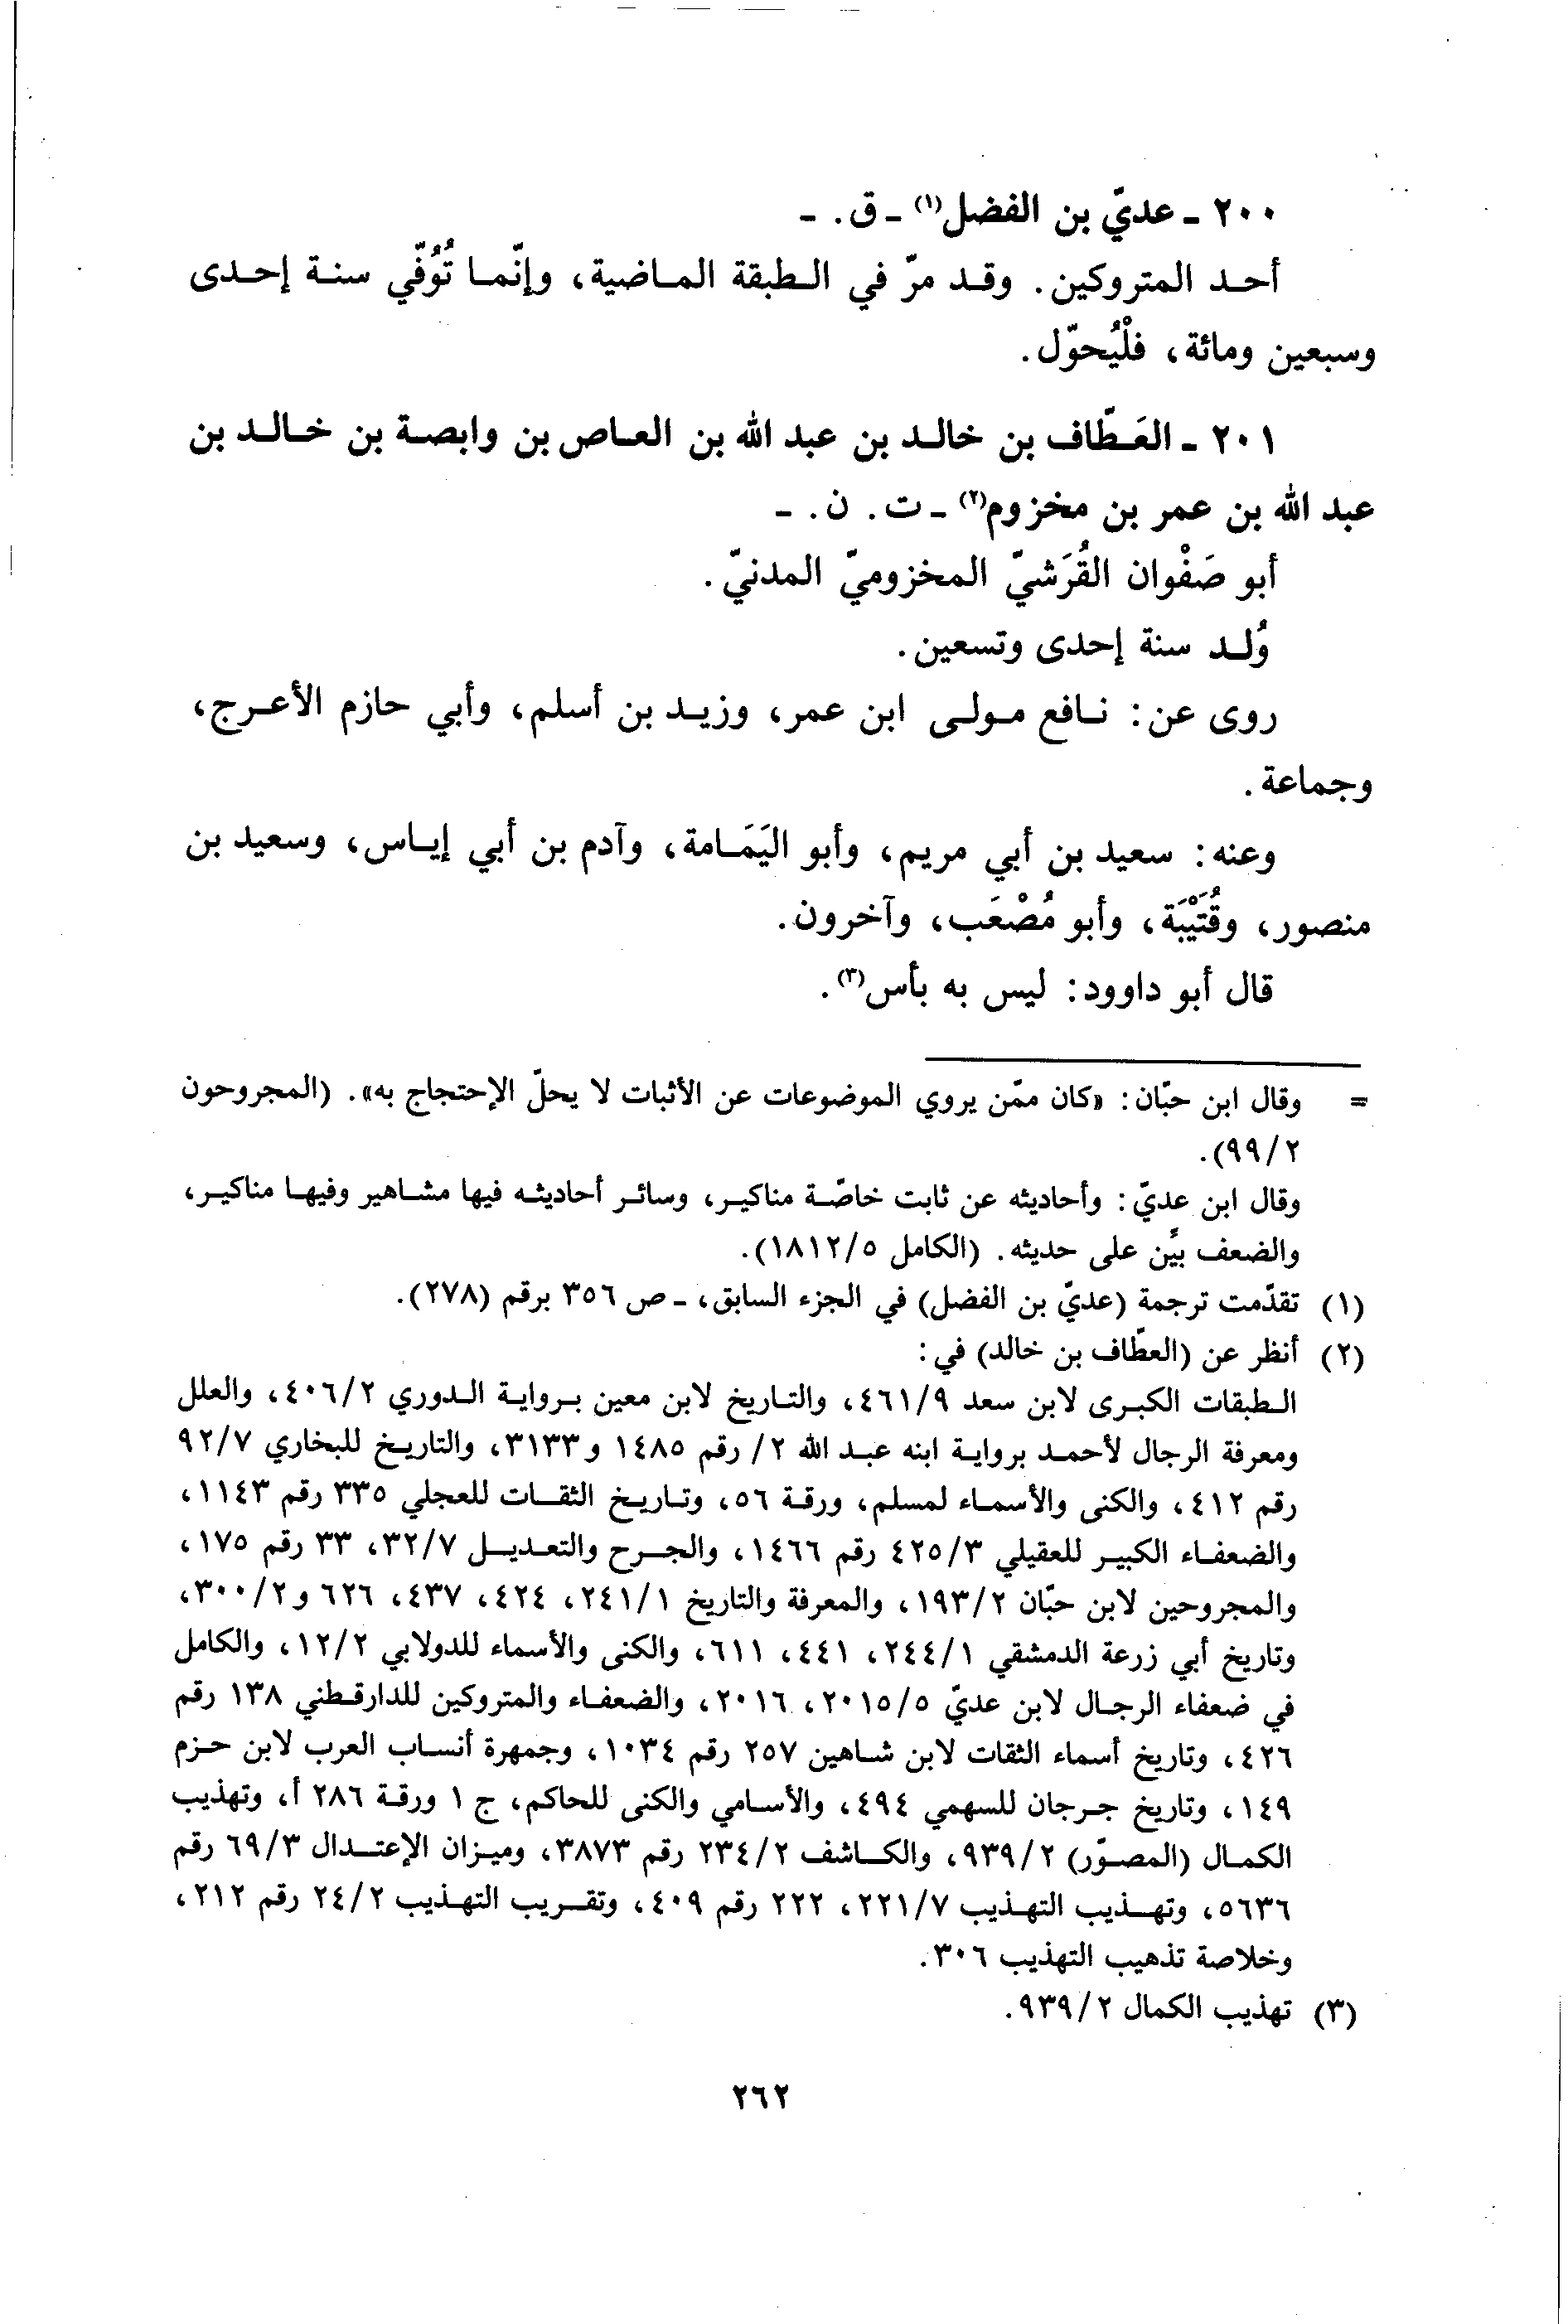 ٢٠٠ - عديّ بن الفضل(١) - ق. -
أحد المتروكين. وقد مرّ في الطبقة الماضية، وإنّما تُوُفّي سنة إحدى
وسبعين ومائة، فلْيُحوّل.
٢٠١ - العَطّاف بن خالد بن عبد الله بن العاص بن وابصة بن خالد بن
عبد الله بن عمر بن مخزوم(٢) - ت. ن. -
أبو صَفْوان القُرَشيّ المخزوميّ المدنيّ.
وُلد سنة إحدى وتسعين.
روى عن: نافع مولى ابن عمر، وزيد بن أسلم، وأبي حازم الأعرج،
وجماعة.
وعنه: سعيد بن أبي مريم، وأبو اليَمَامة، وآدم بن أبي إياس، وسعيد بن
منصور، وقُتَيْبَة، وأبو مُصْعَب، وآخرون.
قال أبو داوود: ليس به بأس(٣).
= وقال ابن حبّان: «كان ممّن يروي الموضوعات عن الأثبات لا يحلّ الإحتجاج به». (المجروحون
٢/٩٩).
وقال ابن عديّ: وأحاديثه عن ثابت خاصّة مناكير، وسائر أحاديثه فيها مشاهير وفيها مناكير،
والضعف بيّن على حديثه. (الكامل ٥/١٨١٢).
(١) تقدّمت ترجمة (عديّ بن الفضل) في الجزء السابق، - ص ٣٥٦ برقم (٢٧٨).
(٢) أنظر عن (العطّاف بن خالد) في:
الطبقات الكبرى لابن سعد ٩/٤٦١، والتاريخ لابن معين برواية الدوري ٢/٤٠٦، والعلل
ومعرفة الرجال لأحمد برواية ابنه عبد الله ٢/ رقم ١٤٨٥ و٣١٣٣، والتاريخ للبخاري ٧/٩٢
رقم ٤١٢، والكنى والأسماء لمسلم، ورقة ٥٦، وتاريخ الثقات للعجلي ٣٣٥ رقم ١١٤٣،
والضعفاء الكبير للعقيلي ٣/٤٢٥ رقم ١٤٦٦، والجرح والتعديل ٧/٣٢، ٣٣ رقم ١٧٥،
والمجروحين لابن حبّان ٢/١٩٣، والمعرفة والتاريخ ١/٢٤١، ٤٢٤، ٤٣٧، ٦٢٦ و٢/٣٠٠،
وتاريخ أبي زرعة الدمشقي ١/٢٤٤، ٤٤١، ٦١١، والكنى والأسماء للدولابي ٢/١٢، والكامل
في ضعفاء الرجال لابن عديّ ٥/٢٠١٥، ٢٠١٦، والضعفاء والمتروكين للدارقطني ١٣٨ رقم
٤٢٦، وتاريخ أسماء الثقات لابن شاهين ٢٥٧ رقم ١٠٣٤، وجمهرة أنساب العرب لابن حزم
١٤٩، وتاريخ جرجان للسهمي ٤٩٤، والأسامي والكنى للحاكم، ج ١ ورقة ٢٨٦ أ، وتهذيب
الكمال (المصوّر) ٢/٩٣٩، والكاشف ٢/٢٣٤ رقم ٣٨٧٣، وميزان الإعتدال ٣/٦٩ رقم
٥٦٣٦، وتهذيب التهذيب ٧/٢٢١، ٢٢٢ رقم ٤٠٩، وتقريب التهذيب ٢/٢٤ رقم ٢١٢،
وخلاصة تذهيب التهذيب ٣٠٦.
(٣) تهذيب الكمال ٢/٩٣٩.
٢٦٢